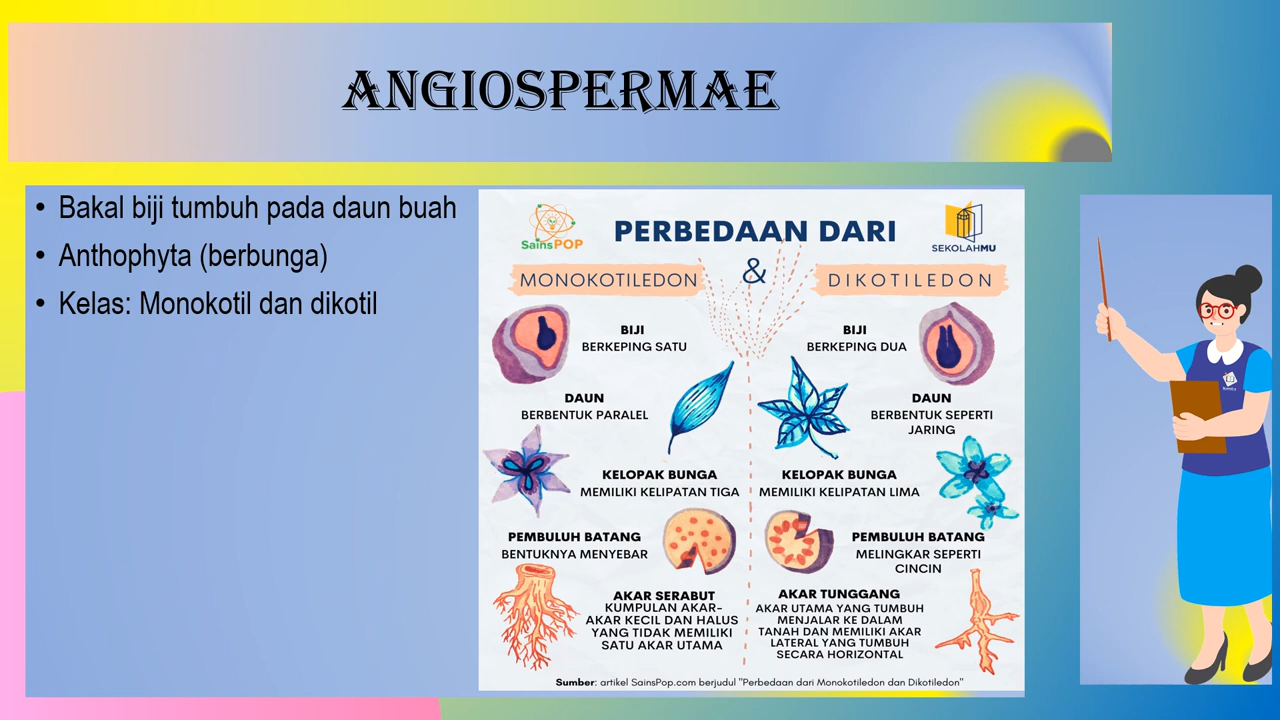 ANGIOSPERMAE
• Bakal biji tumbuh pada daun buah
• Anthophyta (berbunga)
• Kelas: Monokotil dan dikotil
SainsPOP
PERBEDAAN DARI
SEKOLAHMU
MONOKOTILEDON
&
DIKOTILEDON
BIJI
BERKEPING SATU
BIJI
BERKEPING DUA
DAUN
BERBENTUK PARALEL
DAUN
BERBENTUK SEPERTI
JARING
KELOPAK BUNGA
MEMILIKI KELIPATAN TIGA
KELOPAK BUNGA
MEMILIKI KELIPATAN LIMA
PEMBULUH BATANG
BENTUKNYA MENYEBAR
PEMBULUH BATANG
MELINGKAR SEPERTI
CINCIN
AKAR SERABUT
KUMPULAN AKAR-
AKAR KECIL DAN HALUS
YANG TIDAK MEMILIKI
SATU AKAR UTAMA
AKAR TUNGGANG
AKAR UTAMA YANG TUMBUH
MENJALAR KE DALAM
TANAH DAN MEMILIKI AKAR
LATERAL YANG TUMBUH
SECARA HORIZONTAL
Sumber: artikel SainsPop.com berjudul "Perbedaan dari Monokotiledon dan Dikotiledon"